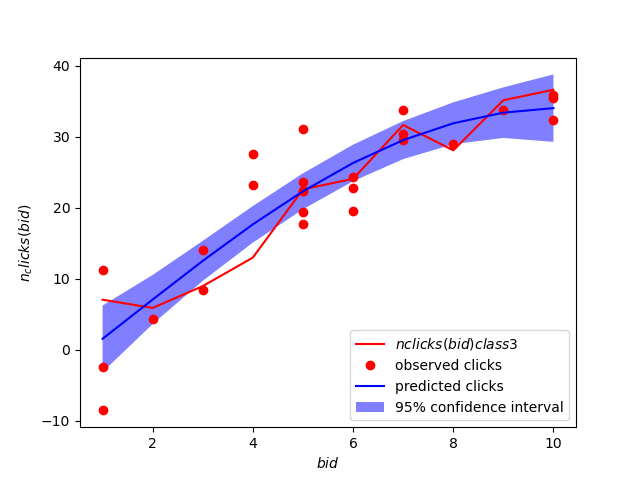 40
30
20
10
0
−10
n_clicks(bid)
2
4
6
8
10
bid
nclicks(bid)class3
observed clicks
predicted clicks
95% confidence interval